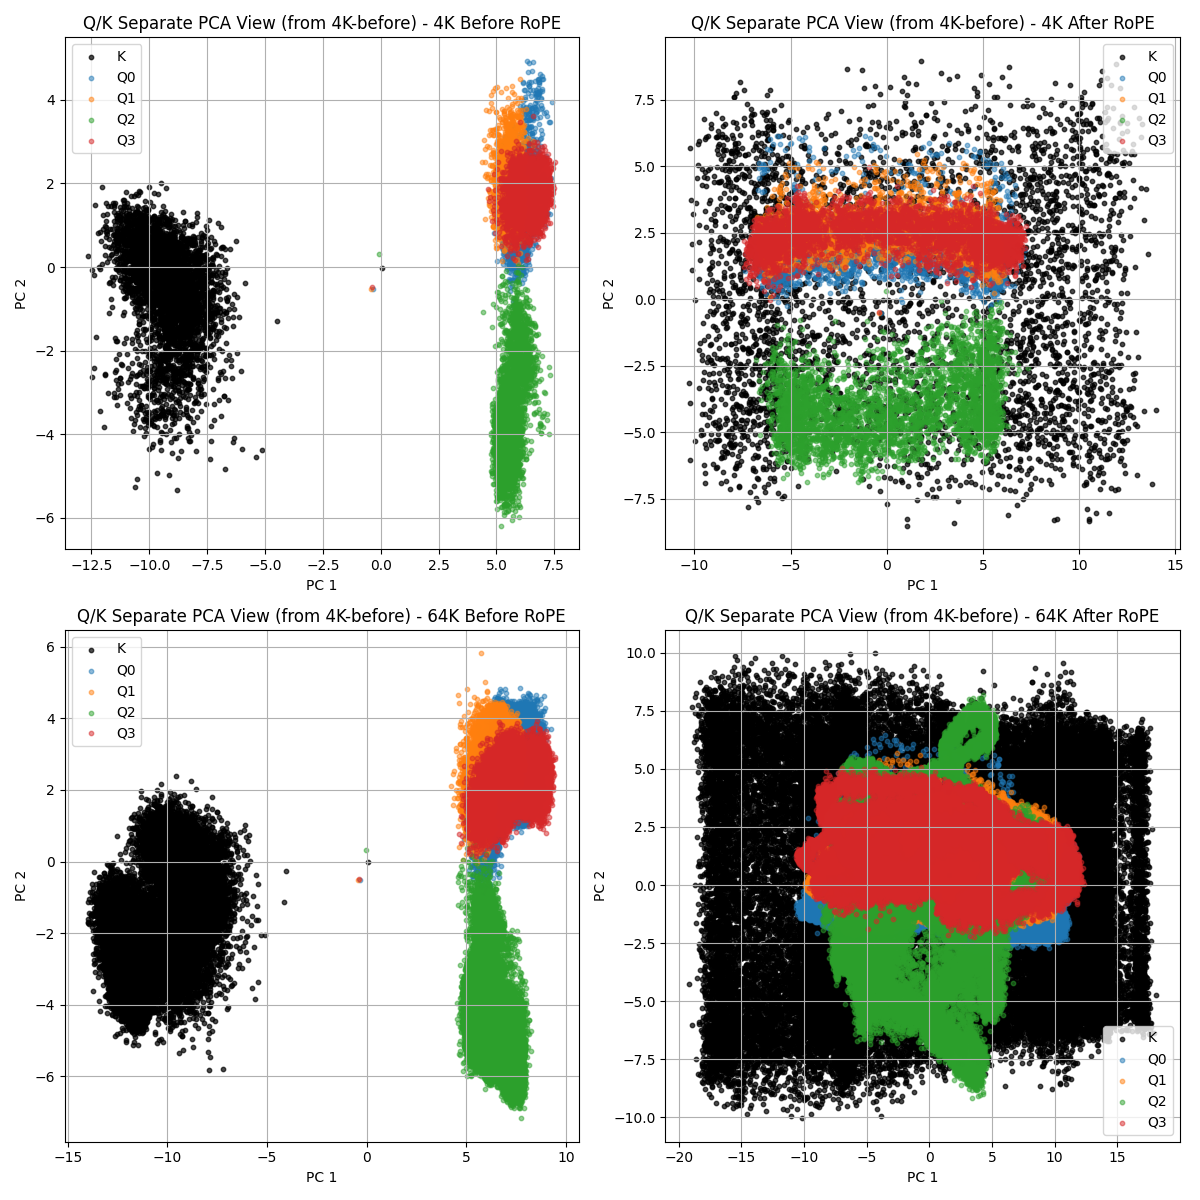 Q/K Separate PCA View (from 4K-before) - 4K Before RoPE
K
Q0
Q1
Q2
Q3
4
2
0
−2
−4
−6
PC 2
−12.5 −10.0 −7.5 −5.0 −2.5 0.0 2.5 5.0 7.5
PC 1
Q/K Separate PCA View (from 4K-before) - 4K After RoPE
K
Q0
Q1
Q2
Q3
7.5
5.0
2.5
0.0
−2.5
−5.0
−7.5
PC 2
−10 −5 0 5 10 15
PC 1
Q/K Separate PCA View (from 4K-before) - 64K Before RoPE
K
Q0
Q1
Q2
Q3
6
4
2
0
−2
−4
−6
PC 2
−15 −10 −5 0 5 10
PC 1
Q/K Separate PCA View (from 4K-before) - 64K After RoPE
10.0
7.5
5.0
2.5
0.0
−2.5
−5.0
−7.5
−10.0
PC 2
K
Q0
Q1
Q2
Q3
−20 −15 −10 −5 0 5 10 15
PC 1